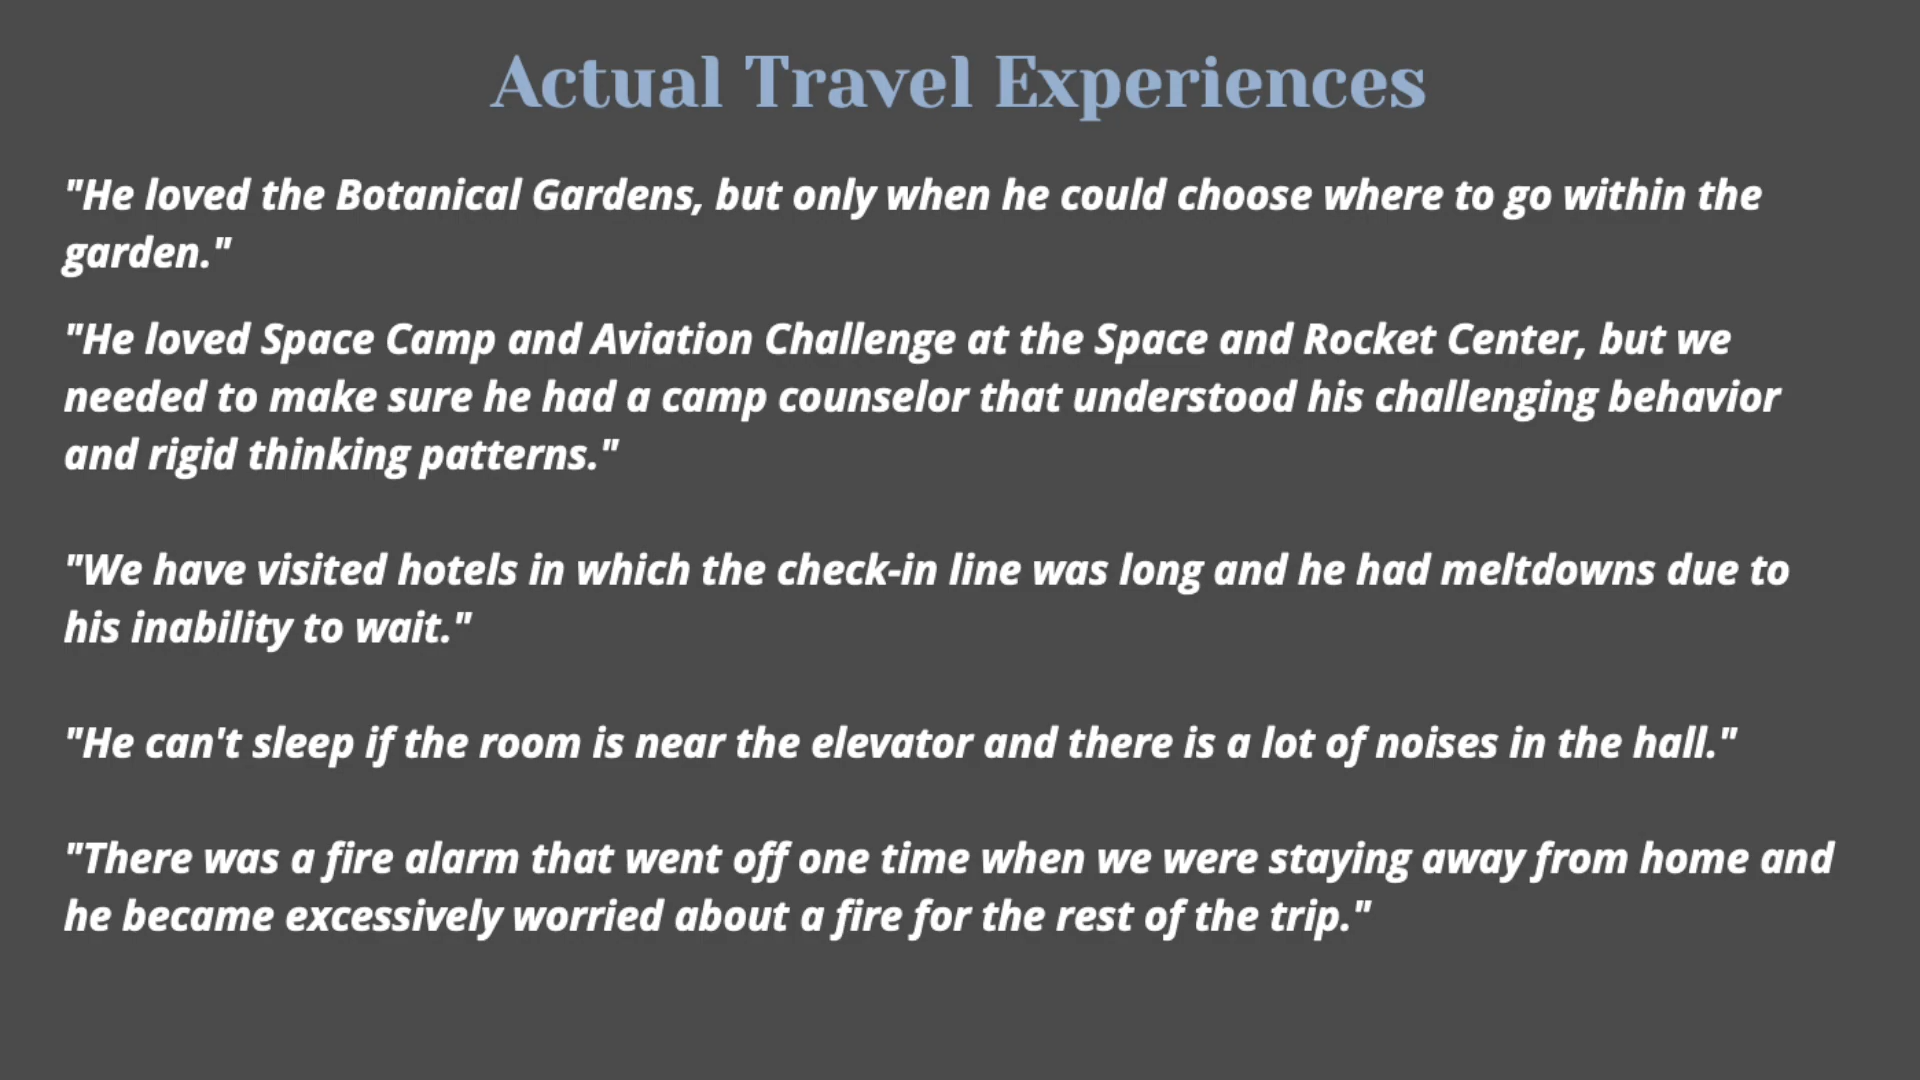 Actual Travel Experiences
"He loved the Botanical Gardens, but only when he could choose where to go within the
garden."
"He loved Space Camp and Aviation Challenge at the Space and Rocket Center, but we
needed to make sure he had a camp counselor that understood his challenging behavior
and rigid thinking patterns."
"We have visited hotels in which the check-in line was long and he had meltdowns due to
his inability to wait."
"He can't sleep if the room is near the elevator and there is a lot of noises in the hall."
"There was a fire alarm that went off one time when we were staying away from home and
he became excessively worried about a fire for the rest of the trip."